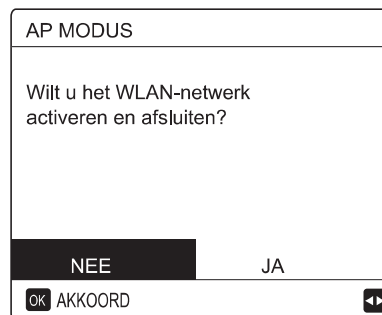 AP MODUS
Wilt u het WLAN-netwerk
activeren en afsluiten?
NEE JA
OK AKKOORD